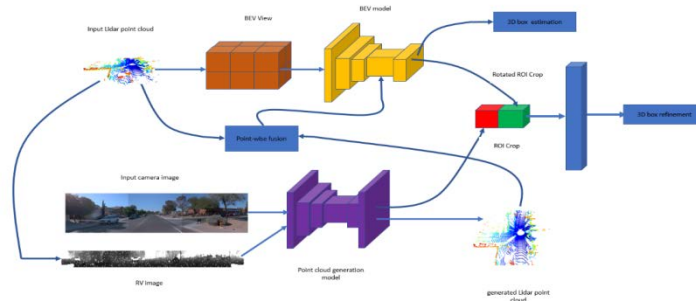 BEV View
BEV model
Input Lidar point cloud
3D box estimation
Rotated ROI Crop
3D box refinement
Point-wise fusion
ROI Crop
Input camera image
RV Image
Point cloud generation
model
generated Lidar point
cloud